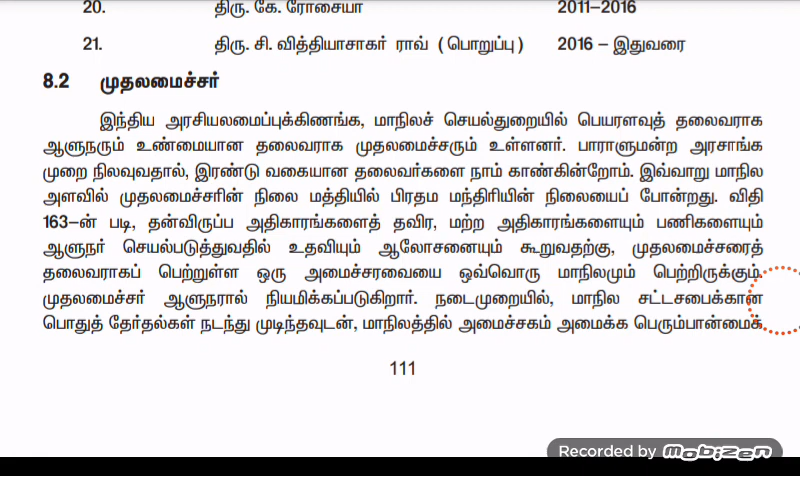 20. திரு. கே. ரோசையா 2011–2016
21. திரு. சி. வித்தியாசாகர் ராவ் ( பொறுப்பு ) 2016 – இதுவரை
8.2 முதலமைச்சர்
இந்திய அரசியலமைப்புக்கிணங்க, மாநிலச் செயல்துறையில் பெயரளவுத் தலைவராக
ஆளுநரும் உண்மையான தலைவராக முதலமைச்சரும் உள்ளனர். பாராளுமன்ற அரசாங்க
முறை நிலவுவதால், இரண்டு வகையான தலைவர்களை நாம் காண்கின்றோம். இவ்வாறு மாநில
அளவில் முதலமைச்சரின் நிலை மத்தியில் பிரதம மந்திரியின் நிலையைப் போன்றது. விதி
163–ன் படி, தன்விருப்ப அதிகாரங்களைத் தவிர, மற்ற அதிகாரங்களையும் பணிகளையும்
ஆளுநர் செயல்படுத்துவதில் உதவியும் ஆலோசனையும் கூறுவதற்கு, முதலமைச்சரைத்
தலைவராகப் பெற்றுள்ள ஒரு அமைச்சரவையை ஒவ்வொரு மாநிலமும் பெற்றிருக்கும்.
முதலமைச்சர் ஆளுநரால் நியமிக்கப்படுகிறார். நடைமுறையில், மாநில சட்டசபைக்கான
பொதுத் தேர்தல்கள் நடந்து முடிந்தவுடன், மாநிலத்தில் அமைச்சகம் அமைக்க பெரும்பான்மைக்
111
Recorded by mobizen